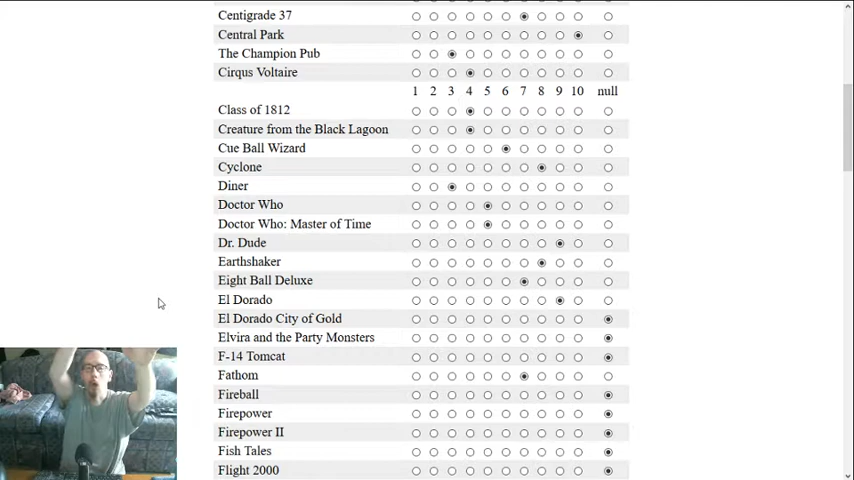 Centigrade 37
Central Park
The Champion Pub
Cirqus Voltaire
1 2 3 4 5 6 7 8 9 10 null
Class of 1812
Creature from the Black Lagoon
Cue Ball Wizard
Cyclone
Diner
Doctor Who
Doctor Who: Master of Time
Dr. Dude
Earthshaker
Eight Ball Deluxe
El Dorado
El Dorado City of Gold
Elvira and the Party Monsters
F-14 Tomcat
Fathom
Fireball
Firepower
Firepower II
Fish Tales
Flight 2000